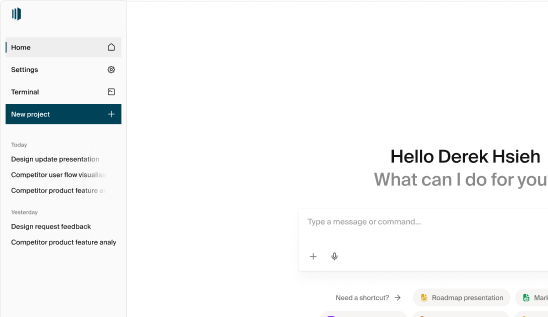 Home
Settings
Terminal
New project
Today
Design update presentation
Competitor user flow
Competitor product feature
Yesterday
Design request feedback
Competitor product feature analy
Hello Derek Hsieh
What can I do for you
Type a message or command...
Need a shortcut?
Roadmap presentation